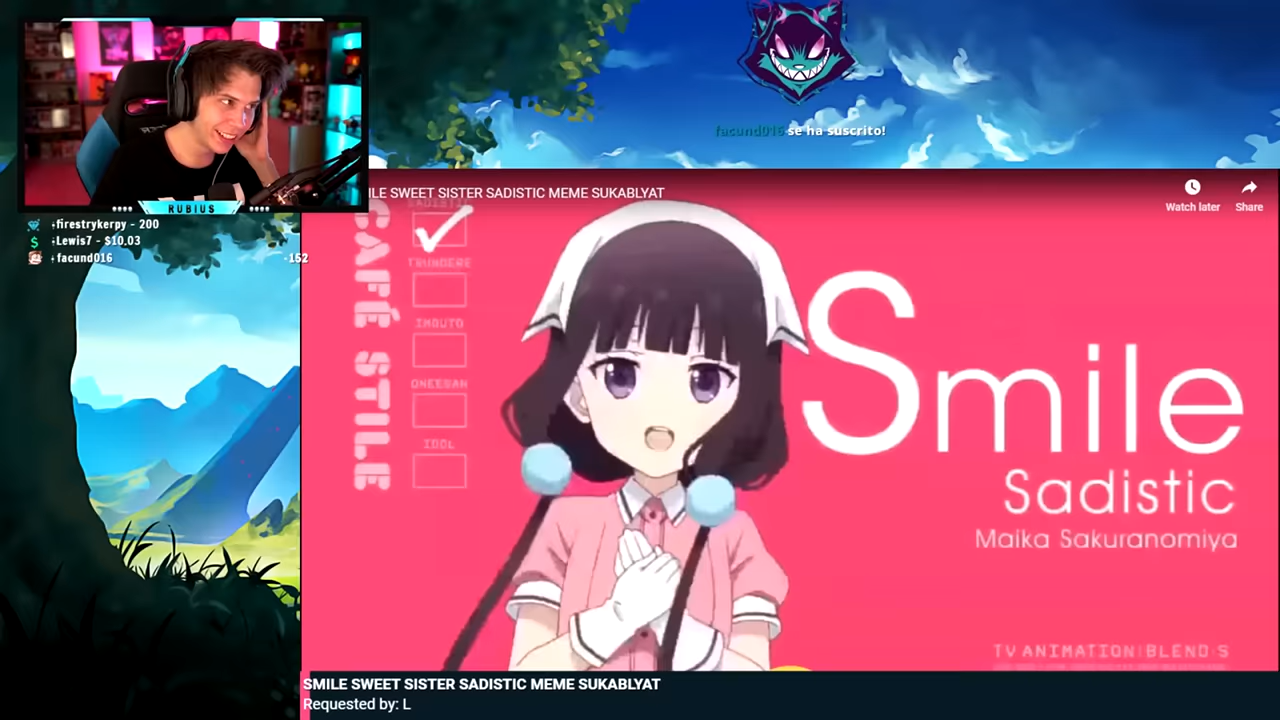 facund016 se ha suscrito!
RUBIUS
firestrykerpy - 200
Lewis7 - $10.03
facund016
-152
ILE SWEET SISTER SADISTIC MEME SUKABLYAT
Watch later
Share
SADISTIC
TRUNDERE
IMOUTO
ONEESAN
IDOL
CAFÉ STILE
Smile
Sadistic
Maika Sakuranomiya
TV ANIMATION BLEND S
SMILE SWEET SISTER SADISTIC MEME SUKABLYAT
Requested by: L